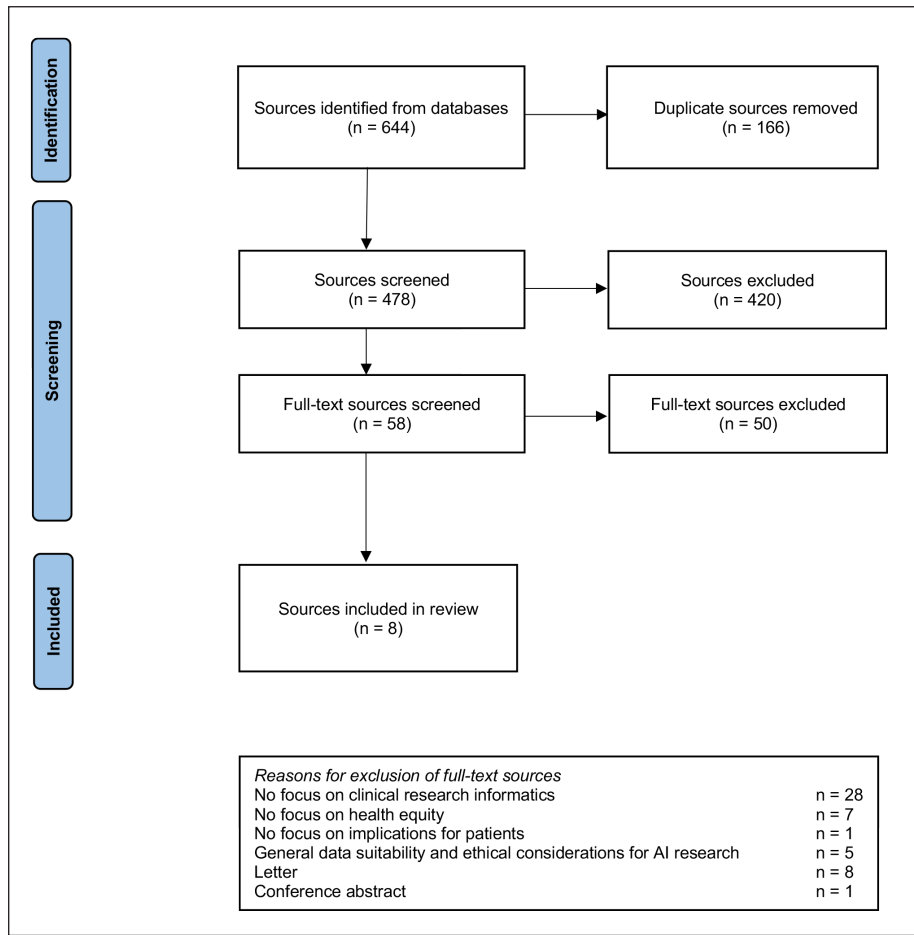 Identification
Sources identified from databases
(n = 644)
Duplicate sources removed
(n = 166)
Screening
Sources screened
(n = 478)
Sources excluded
(n = 420)
Full-text sources screened
(n = 58)
Full-text sources excluded
(n = 50)
Included
Sources included in review
(n = 8)
Reasons for exclusion of full-text sources
No focus on clinical research informatics n = 28
No focus on health equity n = 7
No focus on implications for patients n = 1
General data suitability and ethical considerations for AI research n = 5
Letter n = 8
Conference abstract n = 1